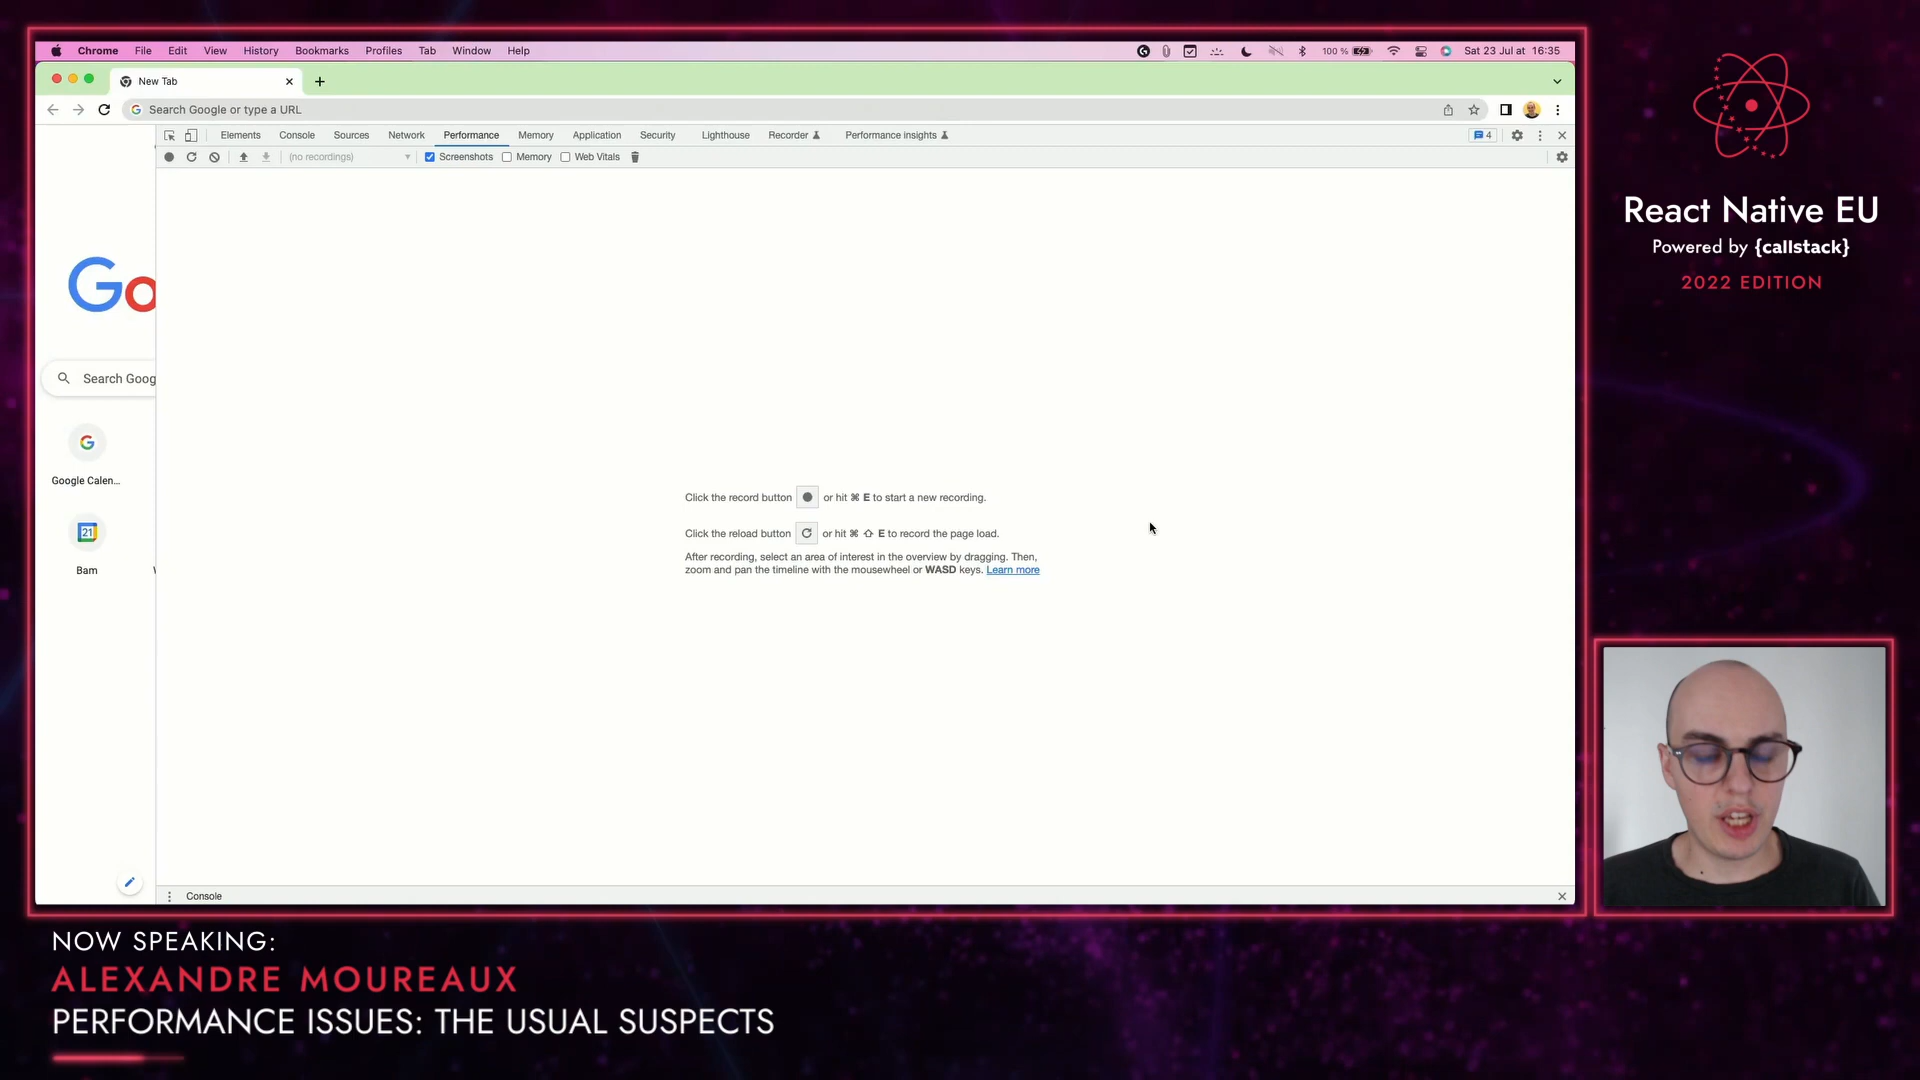 Chrome File Edit View History Bookmarks Profiles Tab Window Help 100 % Sat 23 Jul at 16:35
New Tab
Search Google or type a URL
Elements Console Sources Network Performance Memory Application Security Lighthouse Recorder Performance insights 4
(no recordings) Screenshots Memory Web Vitals
Go
Search Goog
Google Calen...
21
Bam
Click the record button or hit ⌘ E to start a new recording.
Click the reload button or hit ⌘ ⇧ E to record the page load.
After recording, select an area of interest in the overview by dragging. Then,
zoom and pan the timeline with the mousewheel or WASD keys. Learn more
Console
React Native EU
Powered by {callstack}
2022 EDITION
NOW SPEAKING:
ALEXANDRE MOUREAUX
PERFORMANCE ISSUES: THE USUAL SUSPECTS